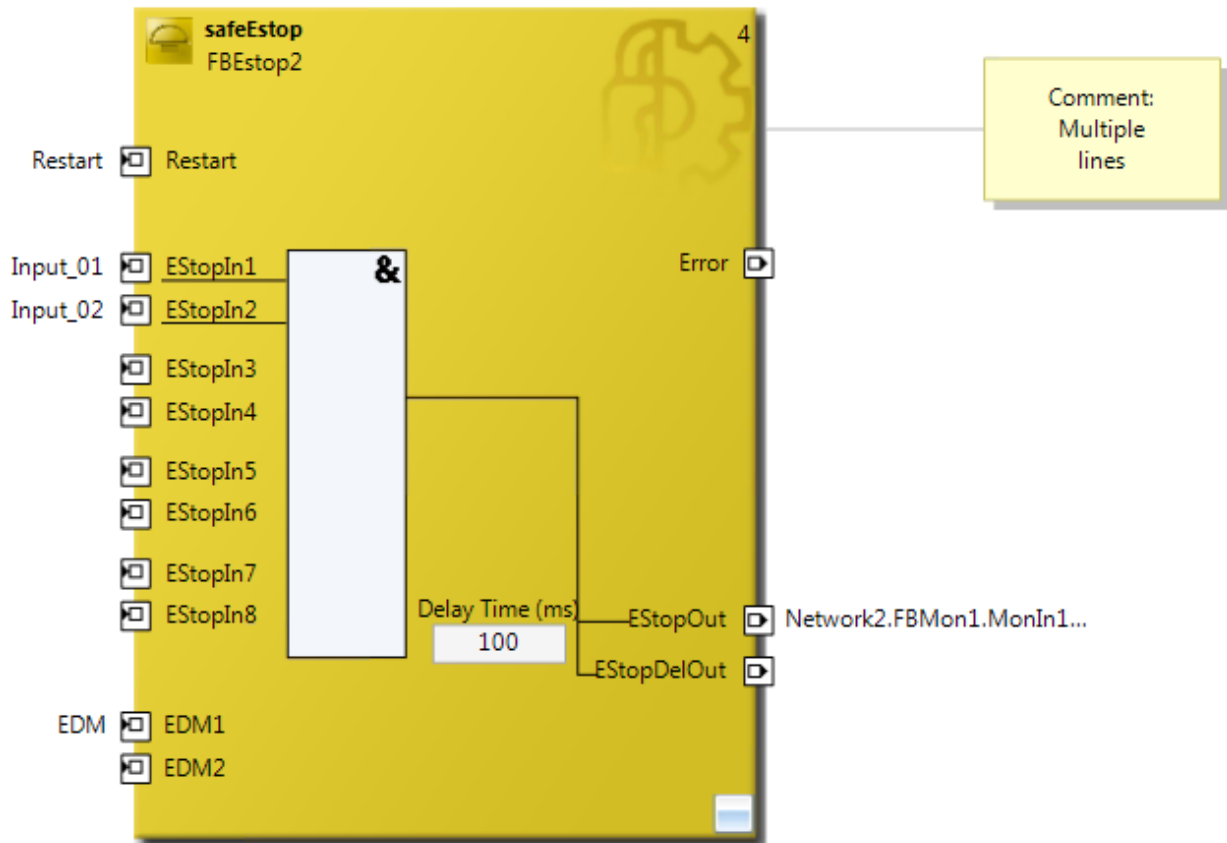 safeEstop
4
FBEstop2
Comment:
Multiple
lines
Restart Restart
Input_01 EStopIn1
&
Error
Input_02 EStopIn2
EStopIn3
EStopIn4
EStopIn5
EStopIn6
EStopIn7
EStopIn8
Delay Time (ms)
100
EStopOut Network2.FBMon1.MonIn1...
EStopDelOut
EDM EDM1
EDM2